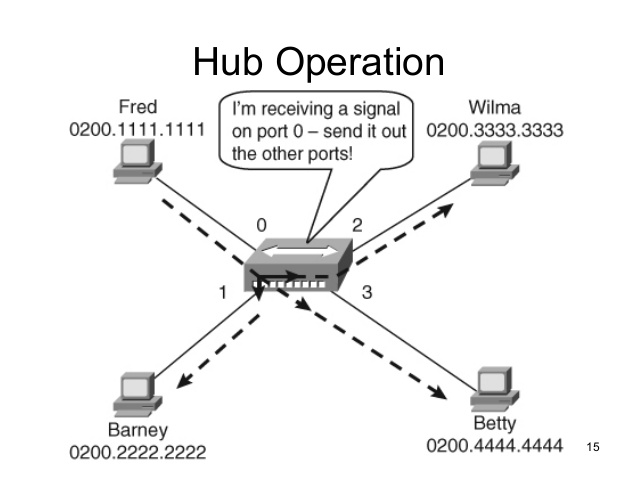 Hub Operation
Fred
0200.1111.1111
I'm receiving a signal
on port 0 – send it out
the other ports!
Wilma
0200.3333.3333
0
2
1
3
Barney
0200.2222.2222
Betty
0200.4444.4444
15